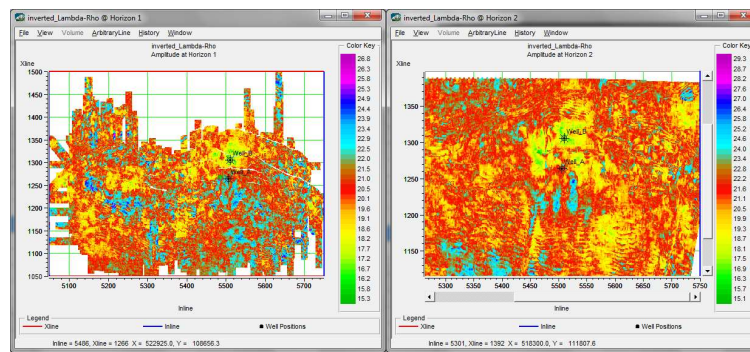 inverted_Lambda-Rho @ Horizon 1
File View Volume ArbitraryLine History Window
inverted_Lambda-Rho
Amplitude at Horizon 1
Color Key
Xline
1500
1450
1400
1350
1300
1250
1200
1150
1100
1050
5100 5200 5300 5400 5500 5600 5700
Inline
Well_B
Well_A
26.8
26.3
25.8
25.3
24.9
24.4
23.9
23.4
22.9
22.5
22.0
21.5
21.0
20.6
20.1
19.6
19.1
18.6
18.2
17.7
17.2
16.7
16.2
15.8
15.3
Legend
Xline Inline Well Positions
Inline = 5486, Xline = 1266 X = 522925.0, Y = 108656.3
inverted_Lambda-Rho @ Horizon 2
File View Volume ArbitraryLine History Window
inverted_Lambda-Rho
Amplitude at Horizon 2
Color Key
Xline
1350
1300
1250
1200
1150
5300 5350 5400 5450 5500 5550 5600 5650 5700 5750
Inline
Well_B
Well_A
29.3
28.7
28.1
27.5
26.9
26.3
25.7
25.1
24.6
24.0
23.4
22.8
22.2
21.6
21.0
20.4
19.8
19.2
18.7
18.1
17.5
16.9
16.3
15.7
15.1
Legend
Xline Inline Well Positions
Inline = 5301, Xline = 1392 X = 518300.0, Y = 111807.6